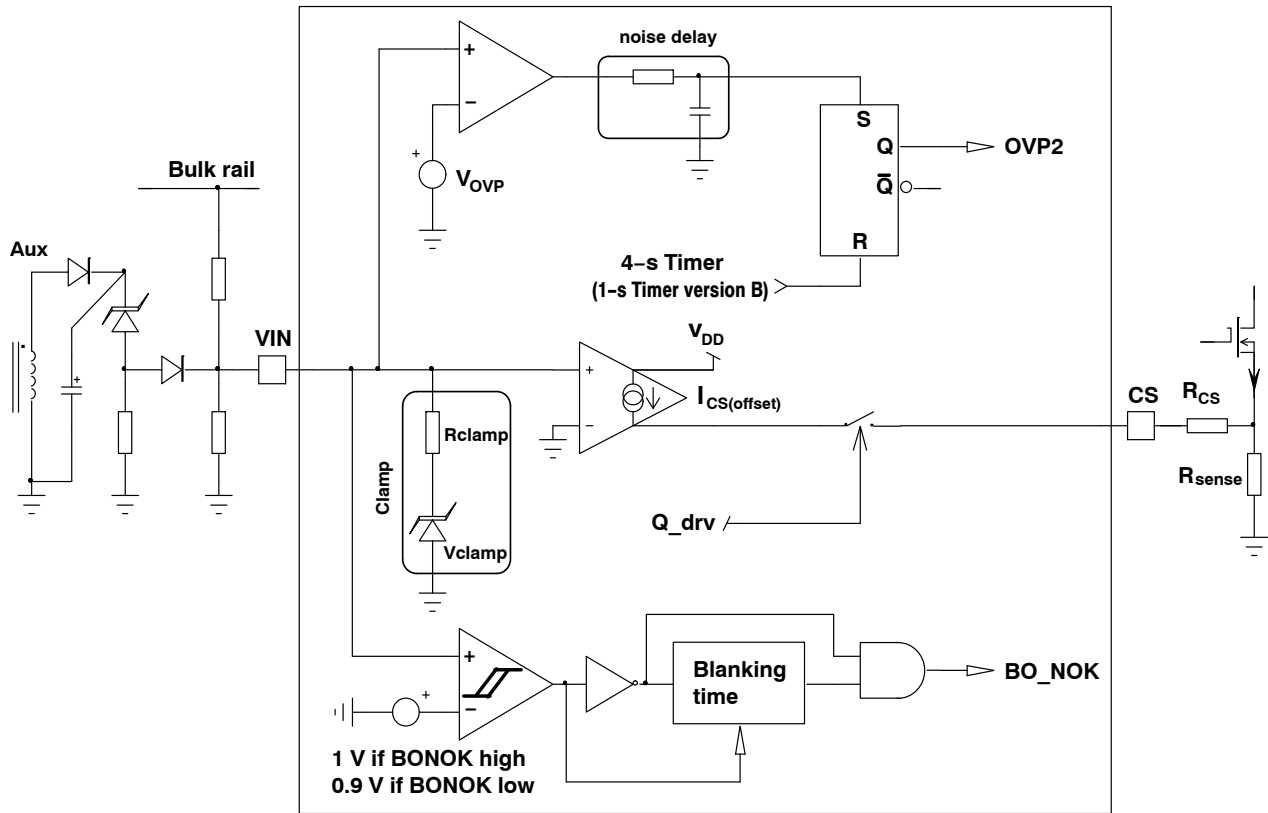 noise delay
+
−
S
Q
OVP2
Q̅
R
+
V_OVP
Bulk rail
Aux
4−s Timer
(1−s Timer version B)
VIN
V_DD
+
I_CS(offset)
−
CS
R_CS
R_sense
+
Rclamp
Clamp
Vclamp
Q_drv
+
−
+
Blanking
time
BO_NOK
1 V if BONOK high
0.9 V if BONOK low